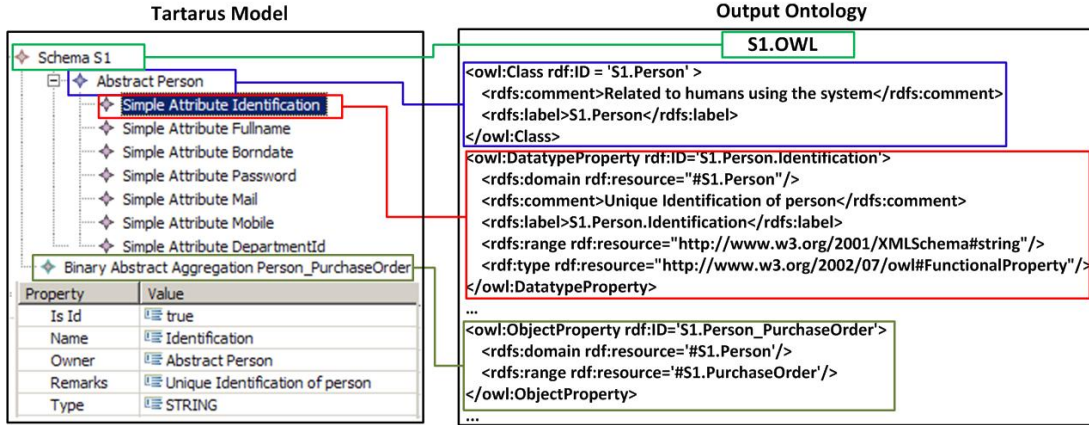 Tartarus Model
Schema S1
Abstract Person
Simple Attribute Identification
Simple Attribute Fullname
Simple Attribute Borndate
Simple Attribute Password
Simple Attribute Mail
Simple Attribute Mobile
Simple Attribute DepartmentId
Binary Abstract Aggregation Person_PurchaseOrder
Property Value
Is Id true
Name Identification
Owner Abstract Person
Remarks Unique Identification of person
Type STRING
Output Ontology
S1.OWL
<owl:Class rdf:ID = 'S1.Person' >
<rdfs:comment>Related to humans using the system</rdfs:comment>
<rdfs:label>S1.Person</rdfs:label>
</owl:Class>
<owl:DatatypeProperty rdf:ID='S1.Person.Identification'>
<rdfs:domain rdf:resource="#S1.Person"/>
<rdfs:comment>Unique Identification of person</rdfs:comment>
<rdfs:label>S1.Person.Identification</rdfs:label>
<rdfs:range rdf:resource="http://www.w3.org/2001/XMLSchema#string"/>
<rdf:type rdf:resource="http://www.w3.org/2002/07/owl#FunctionalProperty"/>
</owl:DatatypeProperty>
...
<owl:ObjectProperty rdf:ID='S1.Person_PurchaseOrder'>
<rdfs:domain rdf:resource='#S1.Person'/>
<rdfs:range rdf:resource='#S1.PurchaseOrder'/>
</owl:ObjectProperty>
...